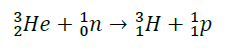 ³₂He + ¹₀n → ³₁H + ¹₁p